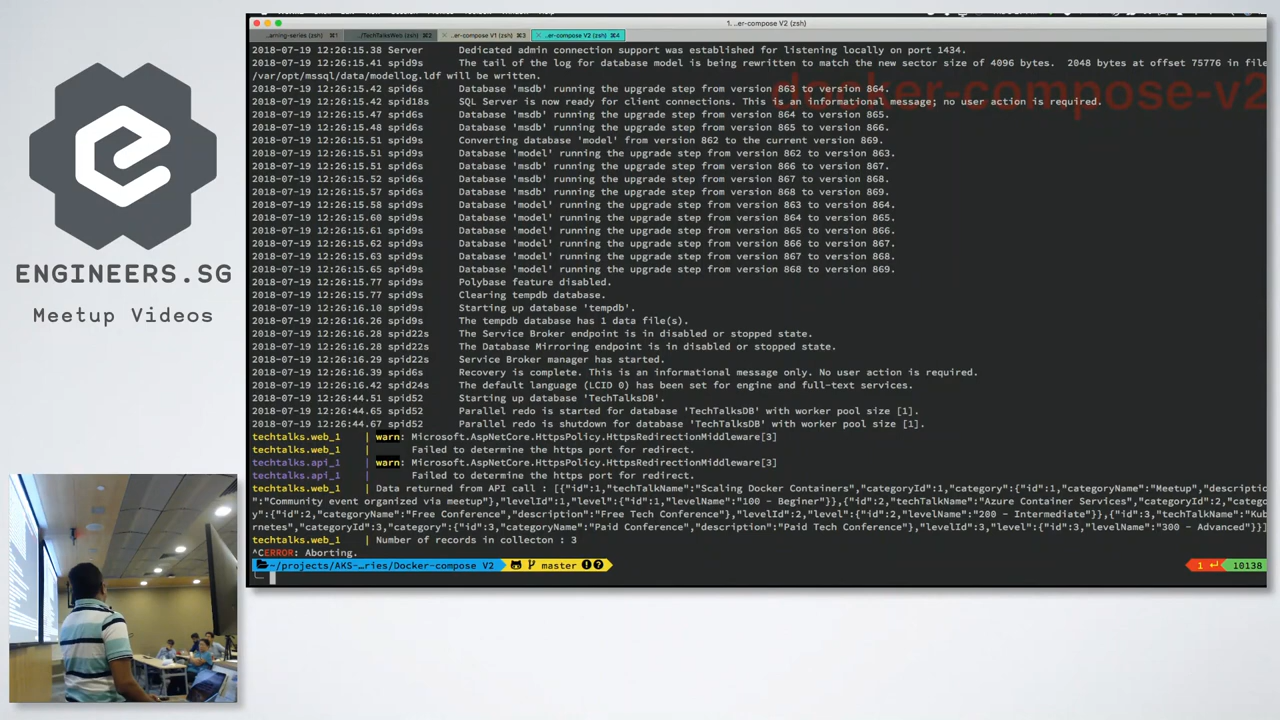 ENGINEERS.SG
Meetup Videos
1. ..er-compose V2 (zsh)
..aming-series (zsh) ⌘1
../TechTalksWeb (zsh) ⌘2
..er-compose V1 (zsh) ⌘3
..er-compose V2 (zsh) ⌘4
docker-compose-v2
2018-07-19 12:26:15.38 Server      Dedicated admin connection support was established for listening locally on port 1434.
2018-07-19 12:26:15.41 spid9s      The tail of the log for database model is being rewritten to match the new sector size of 4096 bytes.  2048 bytes at offset 75776 in file
/var/opt/mssql/data/modellog.ldf will be written.
2018-07-19 12:26:15.42 spid6s      Database 'msdb' running the upgrade step from version 863 to version 864.
2018-07-19 12:26:15.42 spid18s     SQL Server is now ready for client connections. This is an informational message; no user action is required.
2018-07-19 12:26:15.47 spid6s      Database 'msdb' running the upgrade step from version 864 to version 865.
2018-07-19 12:26:15.48 spid6s      Database 'msdb' running the upgrade step from version 865 to version 866.
2018-07-19 12:26:15.51 spid9s      Converting database 'model' from version 862 to the current version 869.
2018-07-19 12:26:15.51 spid9s      Database 'model' running the upgrade step from version 862 to version 863.
2018-07-19 12:26:15.51 spid6s      Database 'msdb' running the upgrade step from version 866 to version 867.
2018-07-19 12:26:15.52 spid6s      Database 'msdb' running the upgrade step from version 867 to version 868.
2018-07-19 12:26:15.57 spid6s      Database 'msdb' running the upgrade step from version 868 to version 869.
2018-07-19 12:26:15.58 spid9s      Database 'model' running the upgrade step from version 863 to version 864.
2018-07-19 12:26:15.60 spid9s      Database 'model' running the upgrade step from version 864 to version 865.
2018-07-19 12:26:15.61 spid9s      Database 'model' running the upgrade step from version 865 to version 866.
2018-07-19 12:26:15.62 spid9s      Database 'model' running the upgrade step from version 866 to version 867.
2018-07-19 12:26:15.63 spid9s      Database 'model' running the upgrade step from version 867 to version 868.
2018-07-19 12:26:15.65 spid9s      Database 'model' running the upgrade step from version 868 to version 869.
2018-07-19 12:26:15.77 spid9s      Polybase feature disabled.
2018-07-19 12:26:15.77 spid9s      Clearing tempdb database.
2018-07-19 12:26:16.10 spid9s      Starting up database 'tempdb'.
2018-07-19 12:26:16.26 spid9s      The tempdb database has 1 data file(s).
2018-07-19 12:26:16.28 spid22s     The Service Broker endpoint is in disabled or stopped state.
2018-07-19 12:26:16.28 spid22s     The Database Mirroring endpoint is in disabled or stopped state.
2018-07-19 12:26:16.29 spid22s     Service Broker manager has started.
2018-07-19 12:26:16.39 spid6s      Recovery is complete. This is an informational message only. No user action is required.
2018-07-19 12:26:16.42 spid24s     The default language (LCID 0) has been set for engine and full-text services.
2018-07-19 12:26:44.51 spid52      Starting up database 'TechTalksDB'.
2018-07-19 12:26:44.65 spid52      Parallel redo is started for database 'TechTalksDB' with worker pool size [1].
2018-07-19 12:26:44.67 spid52      Parallel redo is shutdown for database 'TechTalksDB' with worker pool size [1].
techtalks.web_1    | warn: Microsoft.AspNetCore.HttpsPolicy.HttpsRedirectionMiddleware[3]
techtalks.web_1    |       Failed to determine the https port for redirect.
techtalks.api_1    | warn: Microsoft.AspNetCore.HttpsPolicy.HttpsRedirectionMiddleware[3]
techtalks.api_1    |       Failed to determine the https port for redirect.
techtalks.web_1    | Data returned from API call : [{"id":1,"techTalkName":"Scaling Docker Containers","categoryId":1,"category":{"id":1,"categoryName":"Meetup","descriptio
":"Community event organized via meetup"},"levelId":1,"level":{"id":1,"levelName":"100 - Beginer"}},{"id":2,"techTalkName":"Azure Container Services","categoryId":2,"catego
y":{"id":2,"categoryName":"Free Conference","description":"Free Tech Conference"},"levelId":2,"level":{"id":2,"levelName":"200 - Intermediate"}},{"id":3,"techTalkName":"Kub
rnetes","categoryId":3,"category":{"id":3,"categoryName":"Paid Conference","description":"Paid Tech Conference"},"levelId":3,"level":{"id":3,"levelName":"300 - Advanced"}}]
techtalks.web_1    | Number of records in collecton : 3
^CERROR: Aborting.
~/projects/AKS-…ries/Docker-compose V2  master  1 ↵  10138